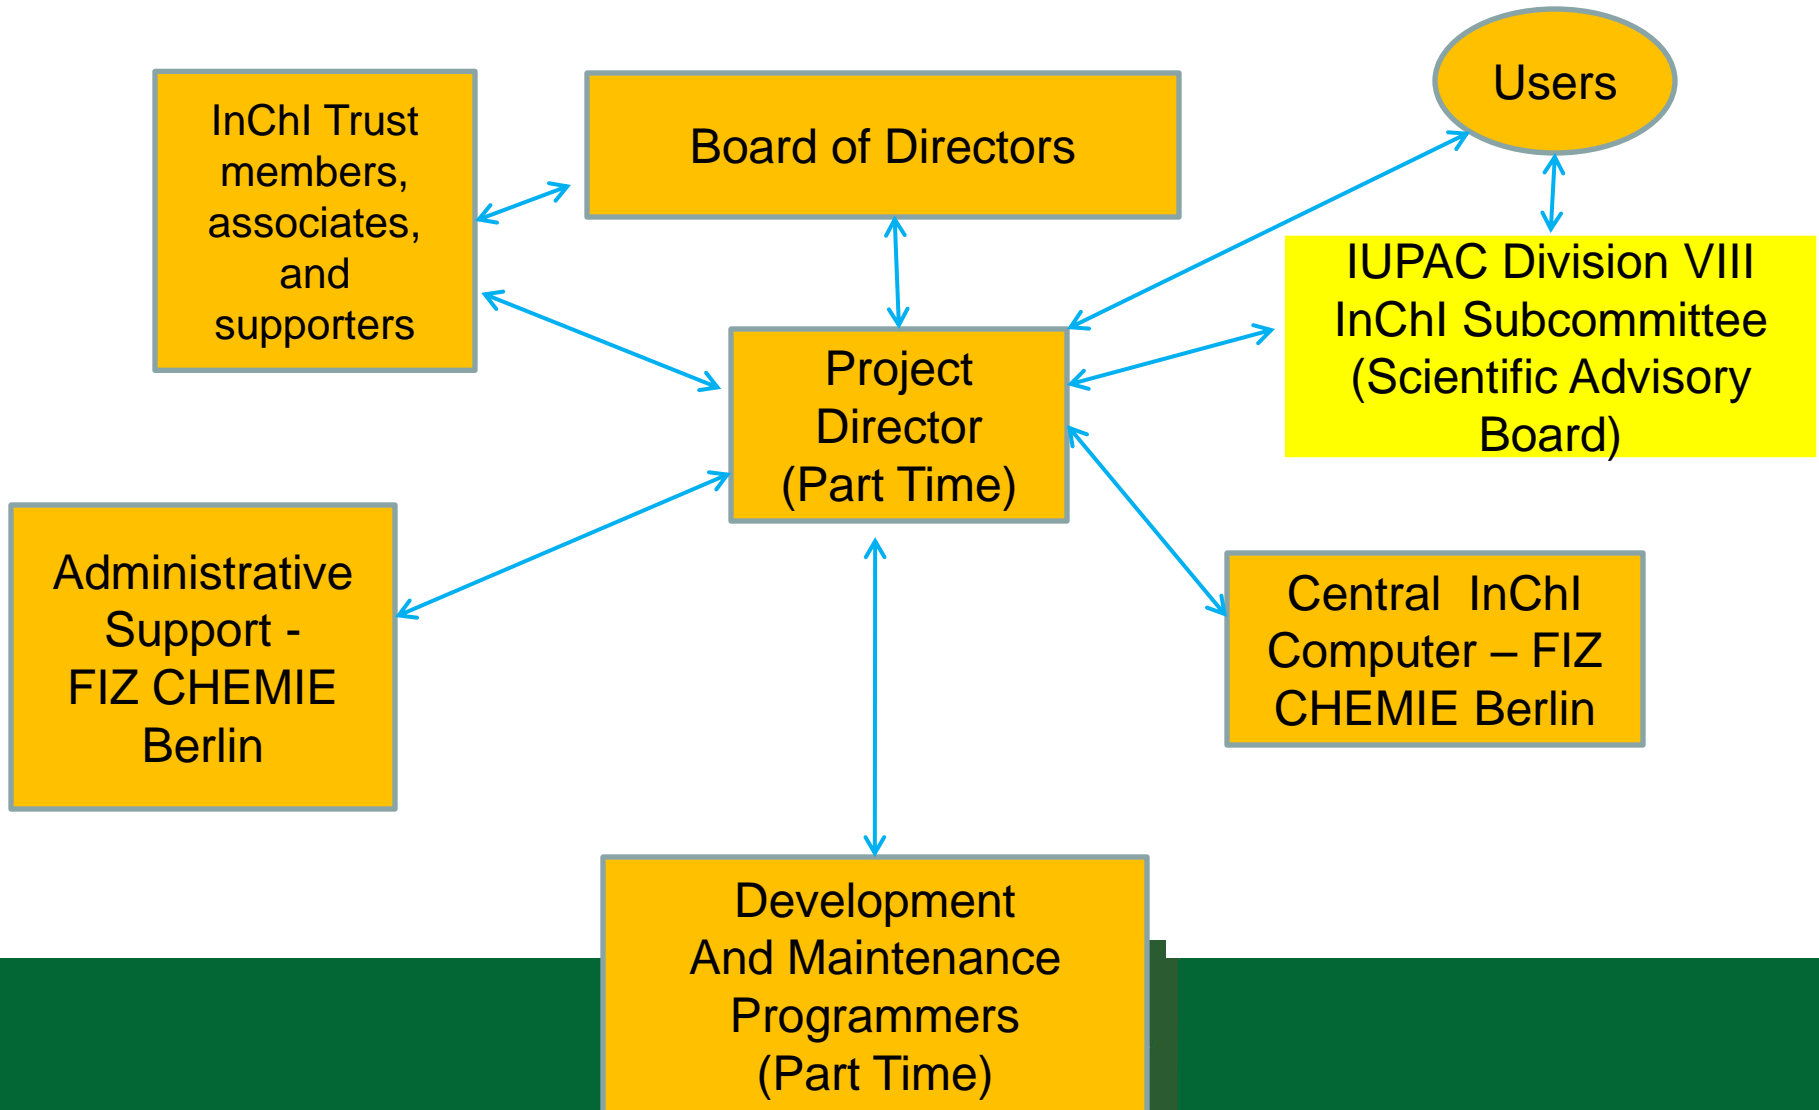 InChI Trust
members,
associates,
and
supporters
Board of Directors
Users
IUPAC Division VIII
InChI Subcommittee
(Scientific Advisory
Board)
Project
Director
(Part Time)
Administrative
Support -
FIZ CHEMIE
Berlin
Central InChI
Computer – FIZ
CHEMIE Berlin
Development
And Maintenance
Programmers
(Part Time)